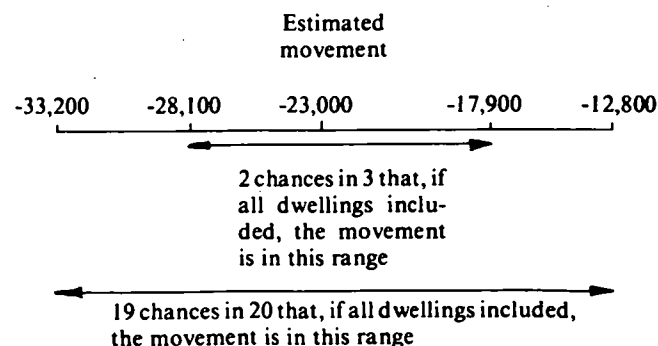 Estimated
movement
-33,200 -28,100 -23,000 -17,900 -12,800
2 chances in 3 that, if
all dwellings inclu-
ded, the movement
is in this range
19 chances in 20 that, if all dwellings included,
the movement is in this range